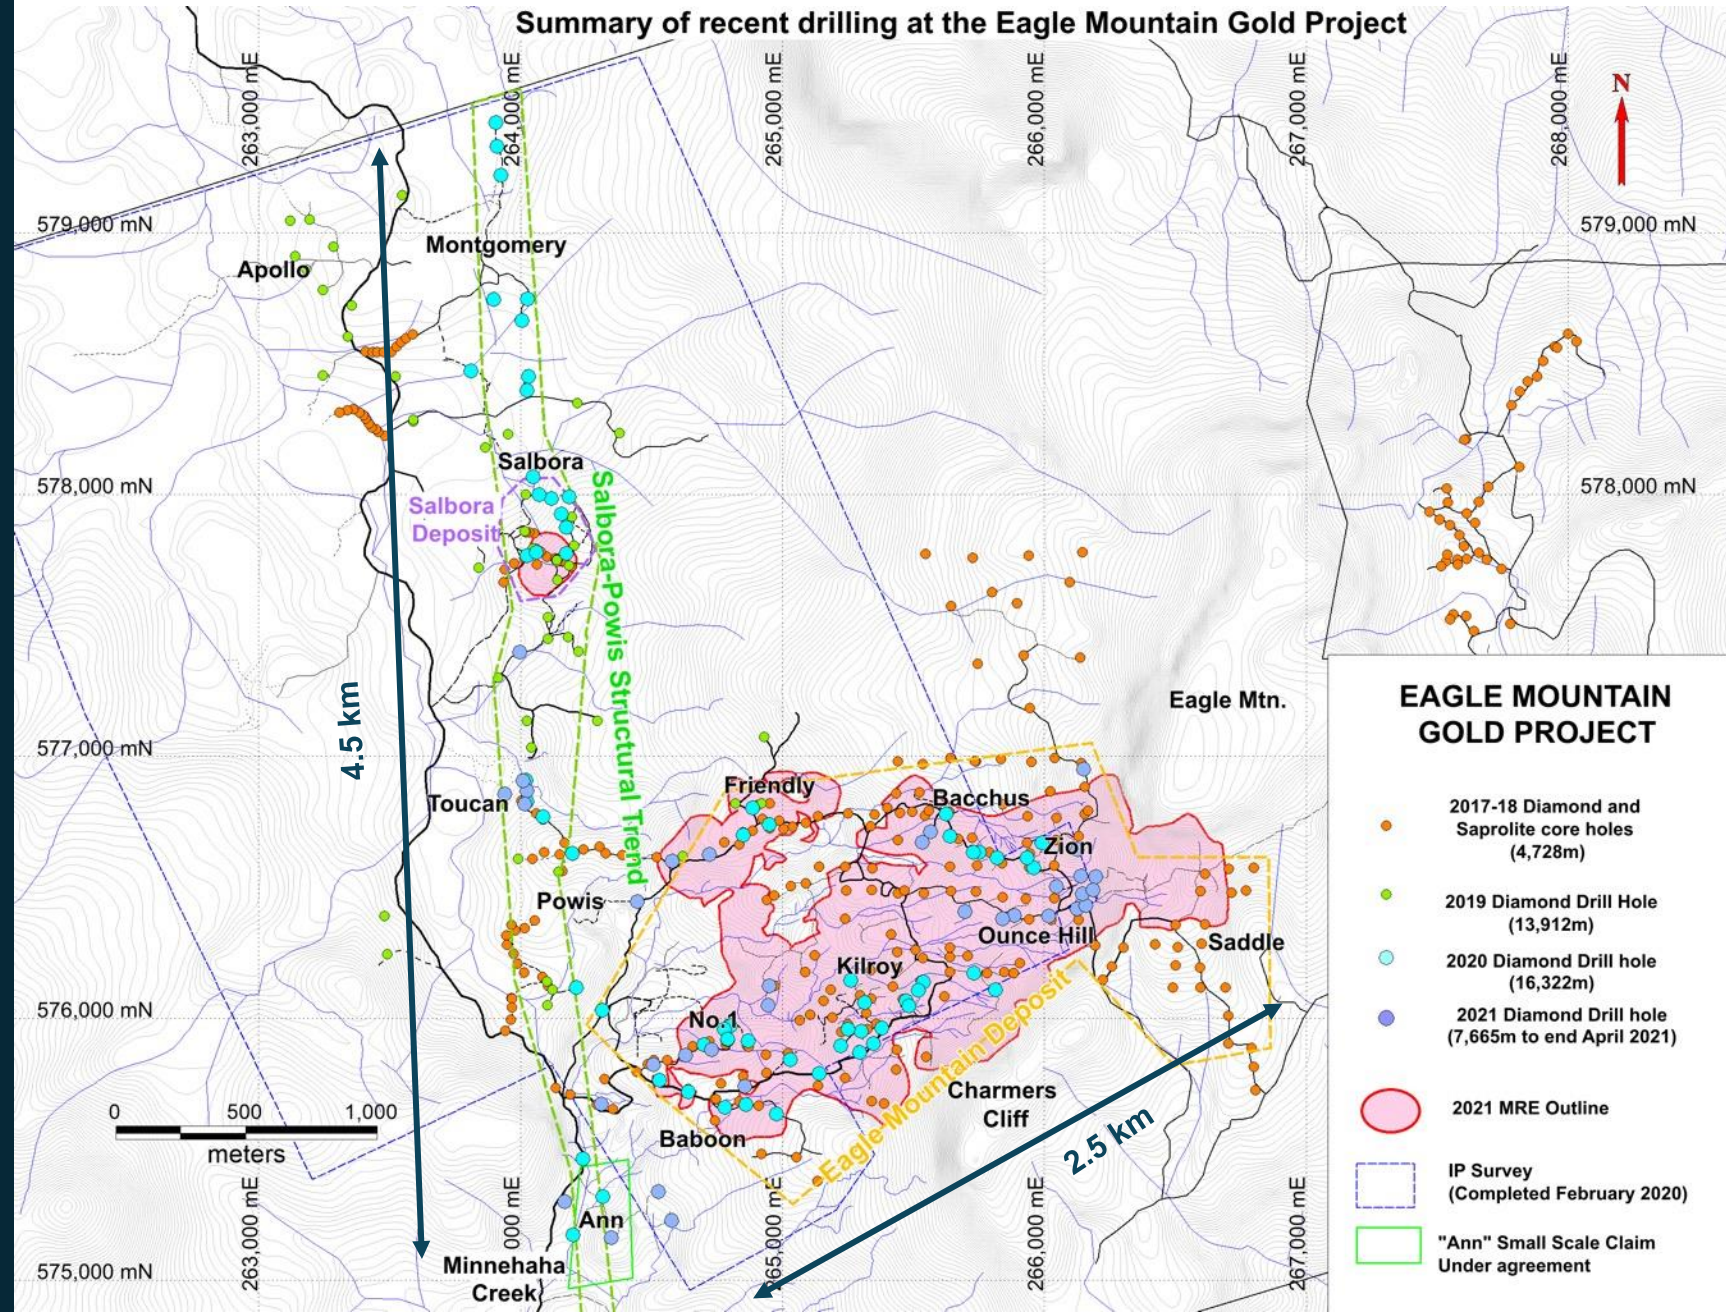 Summary of recent drilling at the Eagle Mountain Gold Project
263,000 mE
264,000 mE
265,000 mE
266,000 mE
267,000 mE
268,000 mE
N
579,000 mN
579,000 mN
Montgomery
Apollo
Salbora
578,000 mN
578,000 mN
Salbora
Deposit
Salbora-Powis Structural Trend
4.5 km
Eagle Mtn.
577,000 mN
Friendly
Bacchus
Toucan
Zion
Powis
Ounce Hill
Saddle
Kilroy
576,000 mN
No.1
Eagle Mountain Deposit
Charmers
Cliff
2.5 km
Baboon
0 500 1,000
meters
Ann
Minnehaha
Creek
575,000 mN
263,000 mE
264,000 mE
265,000 mE
266,000 mE
267,000 mE
EAGLE MOUNTAIN
GOLD PROJECT
2017-18 Diamond and
Saprolite core holes
(4,728m)
2019 Diamond Drill Hole
(13,912m)
2020 Diamond Drill hole
(16,322m)
2021 Diamond Drill hole
(7,665m to end April 2021)
2021 MRE Outline
IP Survey
(Completed February 2020)
"Ann" Small Scale Claim
Under agreement